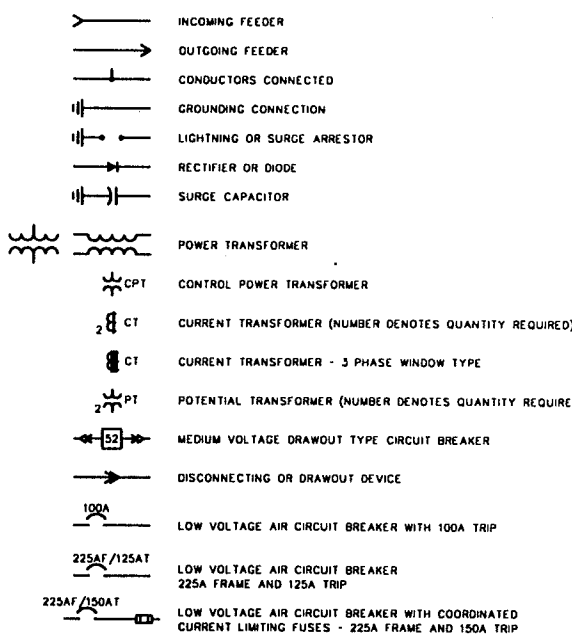 INCOMING FEEDER
OUTGOING FEEDER
CONDUCTORS CONNECTED
GROUNDING CONNECTION
LIGHTNING OR SURGE ARRESTOR
RECTIFIER OR DIODE
SURGE CAPACITOR
POWER TRANSFORMER
CPT CONTROL POWER TRANSFORMER
2 CT CURRENT TRANSFORMER (NUMBER DENOTES QUANTITY REQUIRED)
CT CURRENT TRANSFORMER - 3 PHASE WINDOW TYPE
2 PT POTENTIAL TRANSFORMER (NUMBER DENOTES QUANTITY REQUIRE
52 MEDIUM VOLTAGE DRAWOUT TYPE CIRCUIT BREAKER
DISCONNECTING OR DRAWOUT DEVICE
100A
LOW VOLTAGE AIR CIRCUIT BREAKER WITH 100A TRIP
225AF/125AT
LOW VOLTAGE AIR CIRCUIT BREAKER
225A FRAME AND 125A TRIP
225AF/150AT
LOW VOLTAGE AIR CIRCUIT BREAKER WITH COORDINATED
CURRENT LIMITING FUSES - 225A FRAME AND 150A TRIP